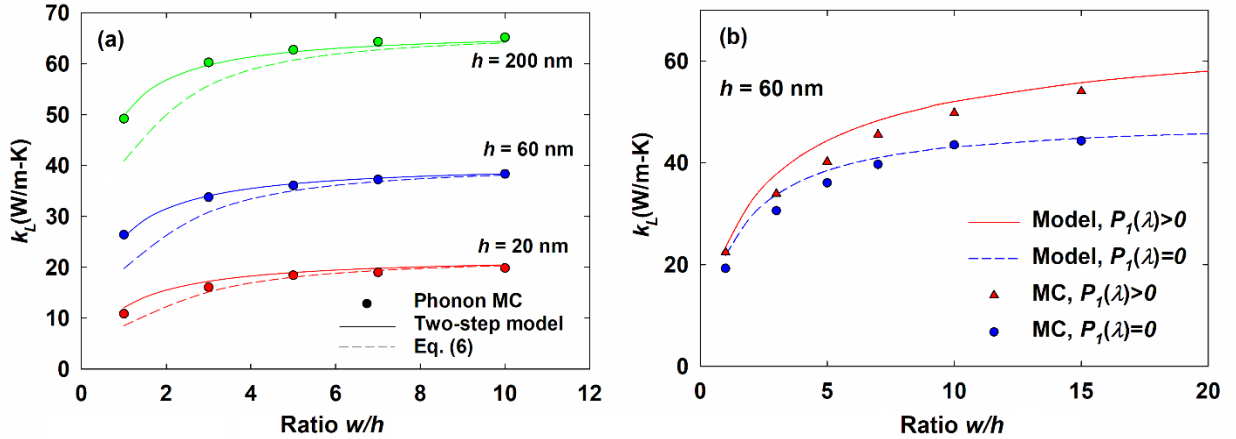 (a)
k_L(W/m-K)
70
60
50
40
30
20
10
0
h = 200 nm
h = 60 nm
h = 20 nm
Phonon MC
Two-step model
Eq. (6)
0 2 4 6 8 10 12
Ratio w/h
(b)
k_L(W/m-K)
60
40
20
0
h = 60 nm
Model, P_1(λ)>0
Model, P_1(λ)=0
MC, P_1(λ)>0
MC, P_1(λ)=0
0 5 10 15 20
Ratio w/h